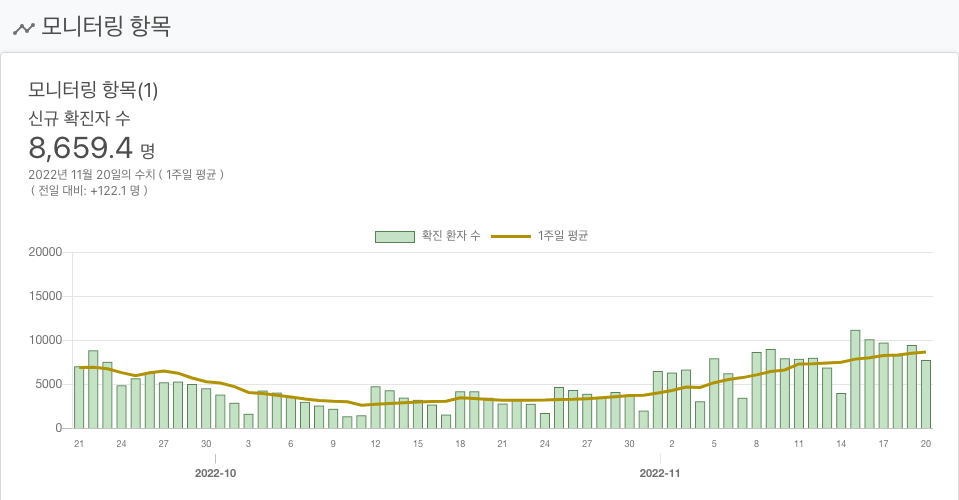 모니터링 항목
모니터링 항목(1)
신규 확진자 수
8,659.4 명
2022년 11월 20일의 수치 ( 1주일 평균 )
( 전일 대비: +122.1 명 )
확진 환자 수 1주일 평균
20000
15000
10000
5000
0
21 24 27 30 3 6 9 12 15 18 21 24 27 30 2 5 8 11 14 17 20
2022-10 2022-11